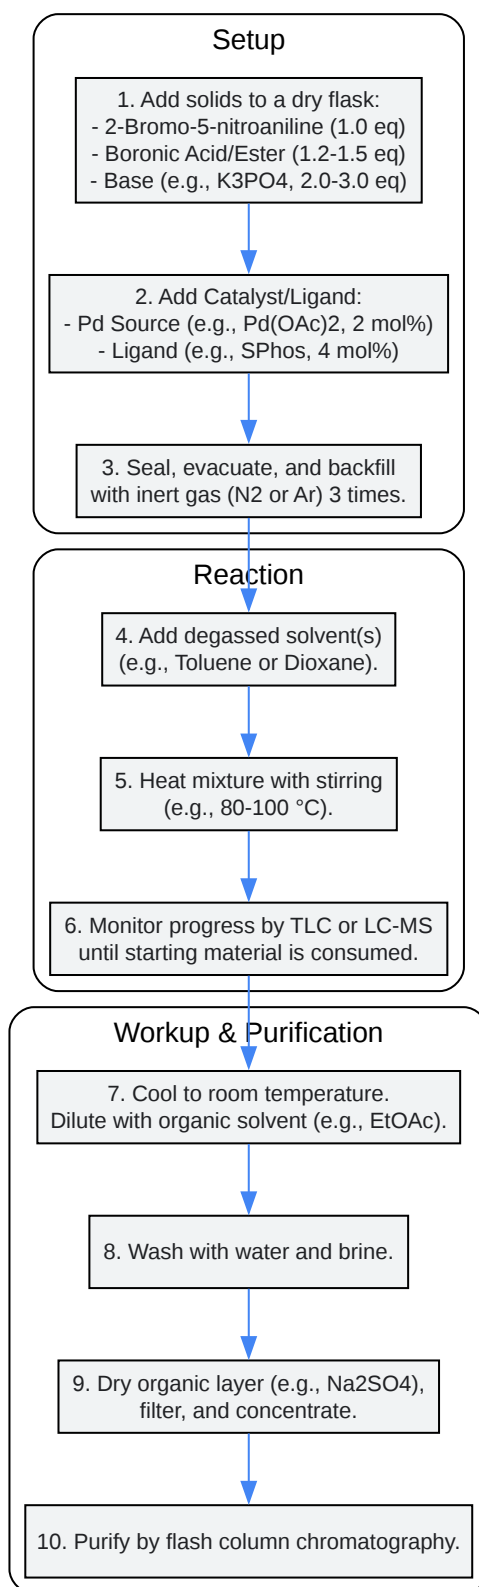 Setup
1. Add solids to a dry flask:
- 2-Bromo-5-nitroaniline (1.0 eq)
- Boronic Acid/Ester (1.2-1.5 eq)
- Base (e.g., K3PO4, 2.0-3.0 eq)
2. Add Catalyst/Ligand:
- Pd Source (e.g., Pd(OAc)2, 2 mol%)
- Ligand (e.g., SPhos, 4 mol%)
3. Seal, evacuate, and backfill
with inert gas (N2 or Ar) 3 times.
Reaction
4. Add degassed solvent(s)
(e.g., Toluene or Dioxane).
5. Heat mixture with stirring
(e.g., 80-100 °C).
6. Monitor progress by TLC or LC-MS
until starting material is consumed.
Workup & Purification
7. Cool to room temperature.
Dilute with organic solvent (e.g., EtOAc).
8. Wash with water and brine.
9. Dry organic layer (e.g., Na2SO4),
filter, and concentrate.
10. Purify by flash column chromatography.